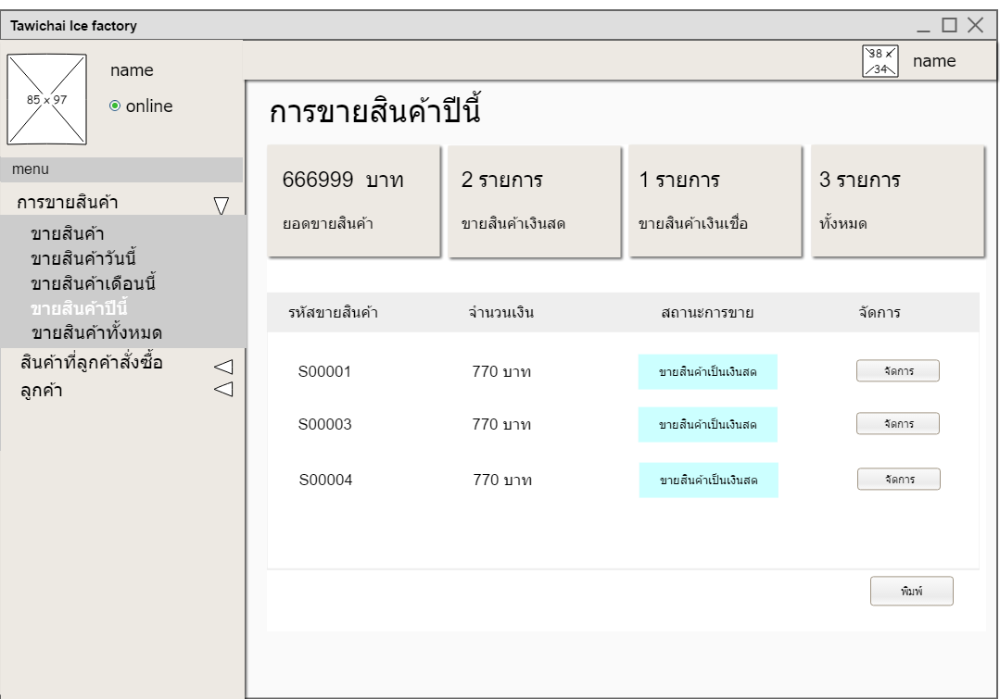 Tawichai Ice factory
38 x 34
name
85 x 97
name
online
menu
การขายสินค้า
ขายสินค้า
ขายสินค้าวันนี้
ขายสินค้าเดือนนี้
ขายสินค้าปีนี้
ขายสินค้าทั้งหมด
สินค้าที่ลูกค้าสั่งซื้อ
ลูกค้า
การขายสินค้าปีนี้
666999 บาท
ยอดขายสินค้า
2 รายการ
ขายสินค้าเงินสด
1 รายการ
ขายสินค้าเงินเชื่อ
3 รายการ
ทั้งหมด
รหัสขายสินค้า จำนวนเงิน สถานะการขาย จัดการ
S00001 770 บาท ขายสินค้าเป็นเงินสด จัดการ
S00003 770 บาท ขายสินค้าเป็นเงินสด จัดการ
S00004 770 บาท ขายสินค้าเป็นเงินสด จัดการ
พิมพ์